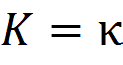 K = κ